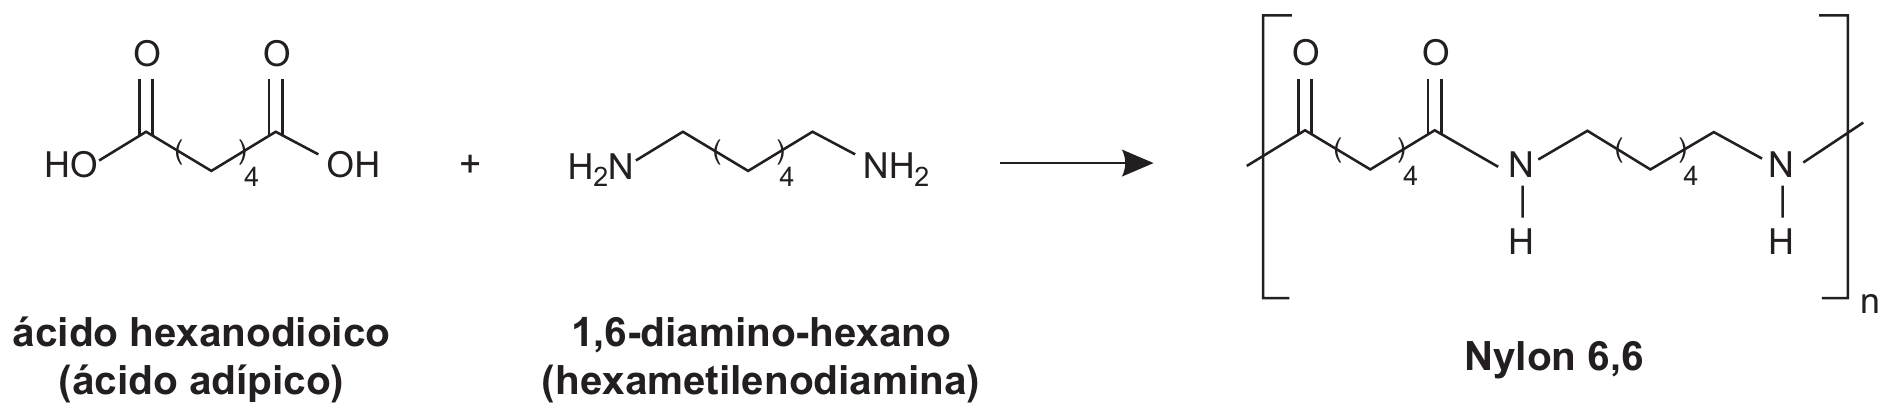 O O O O
HO ( )4 OH + H2N ( )4 NH2 ( )4 N ( )4 N
H H
n
ácido hexanodioico 1,6-diamino-hexano
(ácido adípico) (hexametilenodiamina)
Nylon 6,6